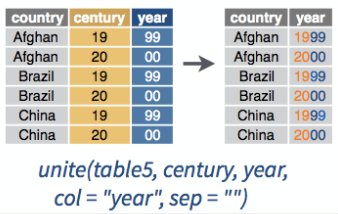 country century year country year
Afghan 19 99 Afghan 1999
Afghan 20 00 Afghan 2000
Brazil 19 99 Brazil 1999
Brazil 20 00 Brazil 2000
China 19 99 China 1999
China 20 00 China 2000
unite(table5, century, year,
col = "year", sep = "")